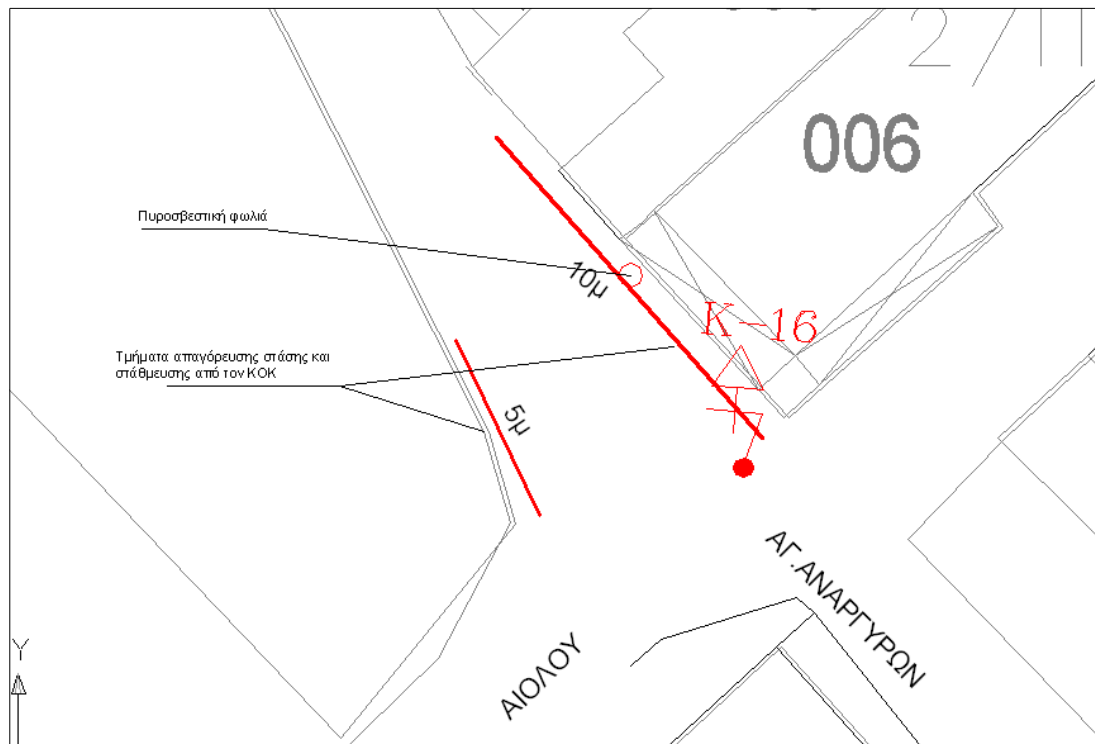 006
Πυροσβεστική φωλιά
10μ
K-16
Τμήματα απαγόρευσης στάσης και
στάθμευσης από τον ΚΟΚ
5μ
ΑΓ.ΑΝΑΡΓΥΡΩΝ
ΑΙΟΛΟΥ
Y